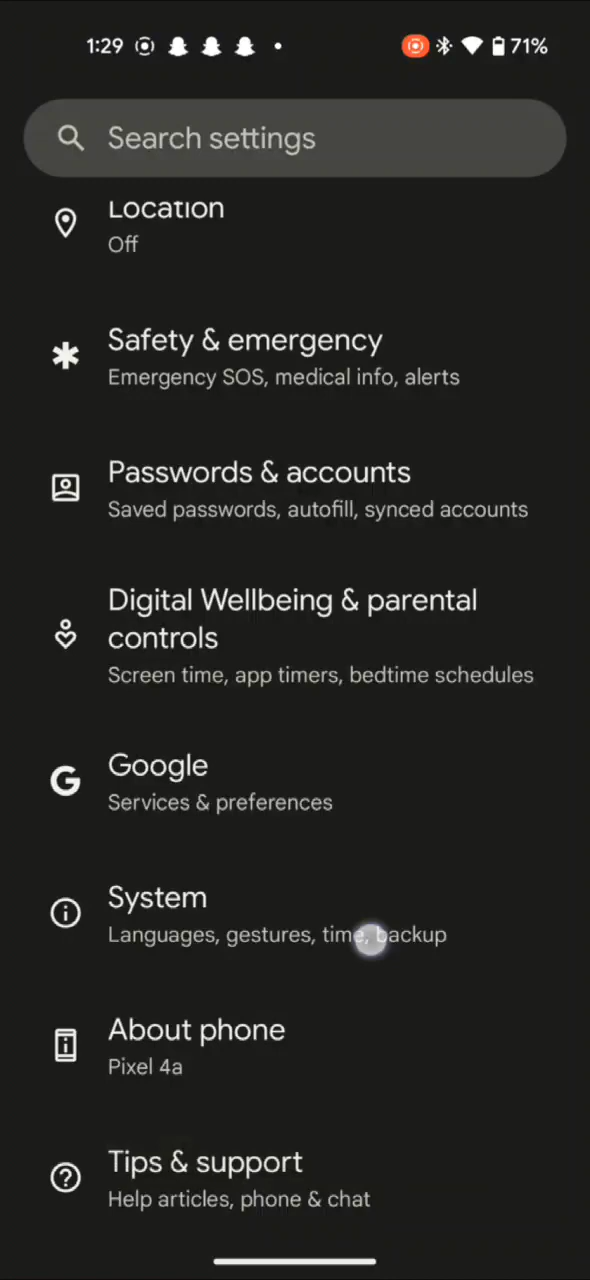 1:29 71%
Search settings
Location
Off
Safety & emergency
Emergency SOS, medical info, alerts
Passwords & accounts
Saved passwords, autofill, synced accounts
Digital Wellbeing & parental
controls
Screen time, app timers, bedtime schedules
Google
Services & preferences
System
Languages, gestures, time, backup
About phone
Pixel 4a
Tips & support
Help articles, phone & chat